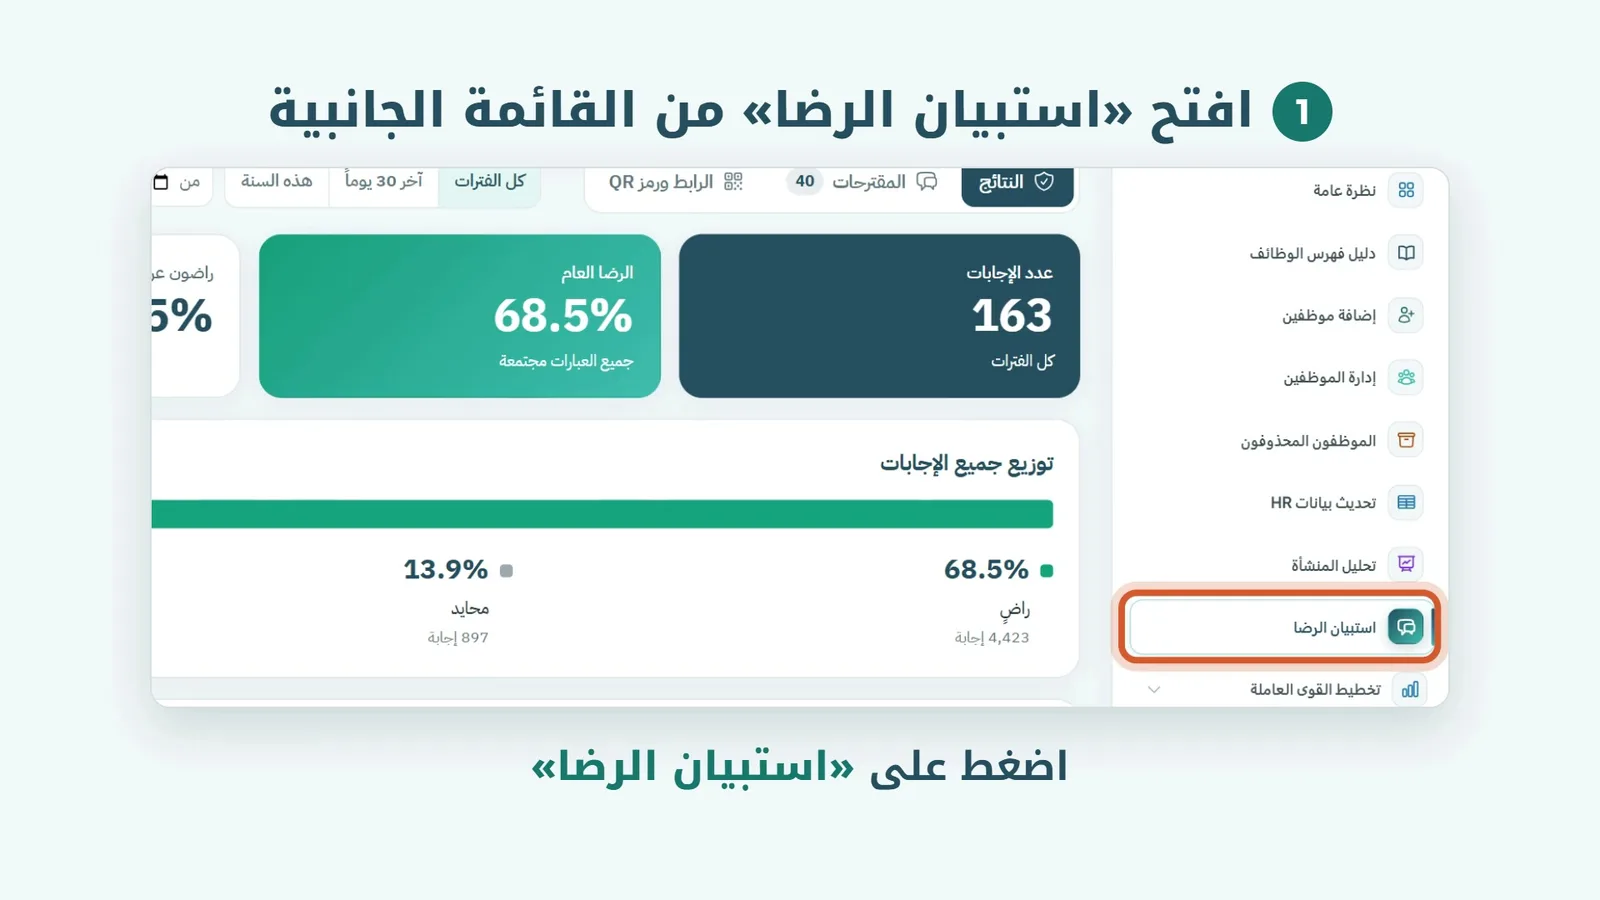 1 افتح «استبيان الرضا» من القائمة الجانبية
نظرة عامة
دليل فهرس الوظائف
إضافة موظفين
إدارة الموظفين
الموظفون المحذوفون
تحديث بيانات HR
تحليل المنشأة
استبيان الرضا
تخطيط القوى العاملة
النتائج
المقترحات 40
الرابط ورمز QR
كل الفترات
آخر 30 يوماً
هذه السنة
من
عدد الإجابات
163
كل الفترات
الرضا العام
68.5%
جميع العبارات مجتمعة
راضون
5%
توزيع جميع الإجابات
68.5%
راضٍ
4,423 إجابة
13.9%
محايد
897 إجابة
اضغط على «استبيان الرضا»